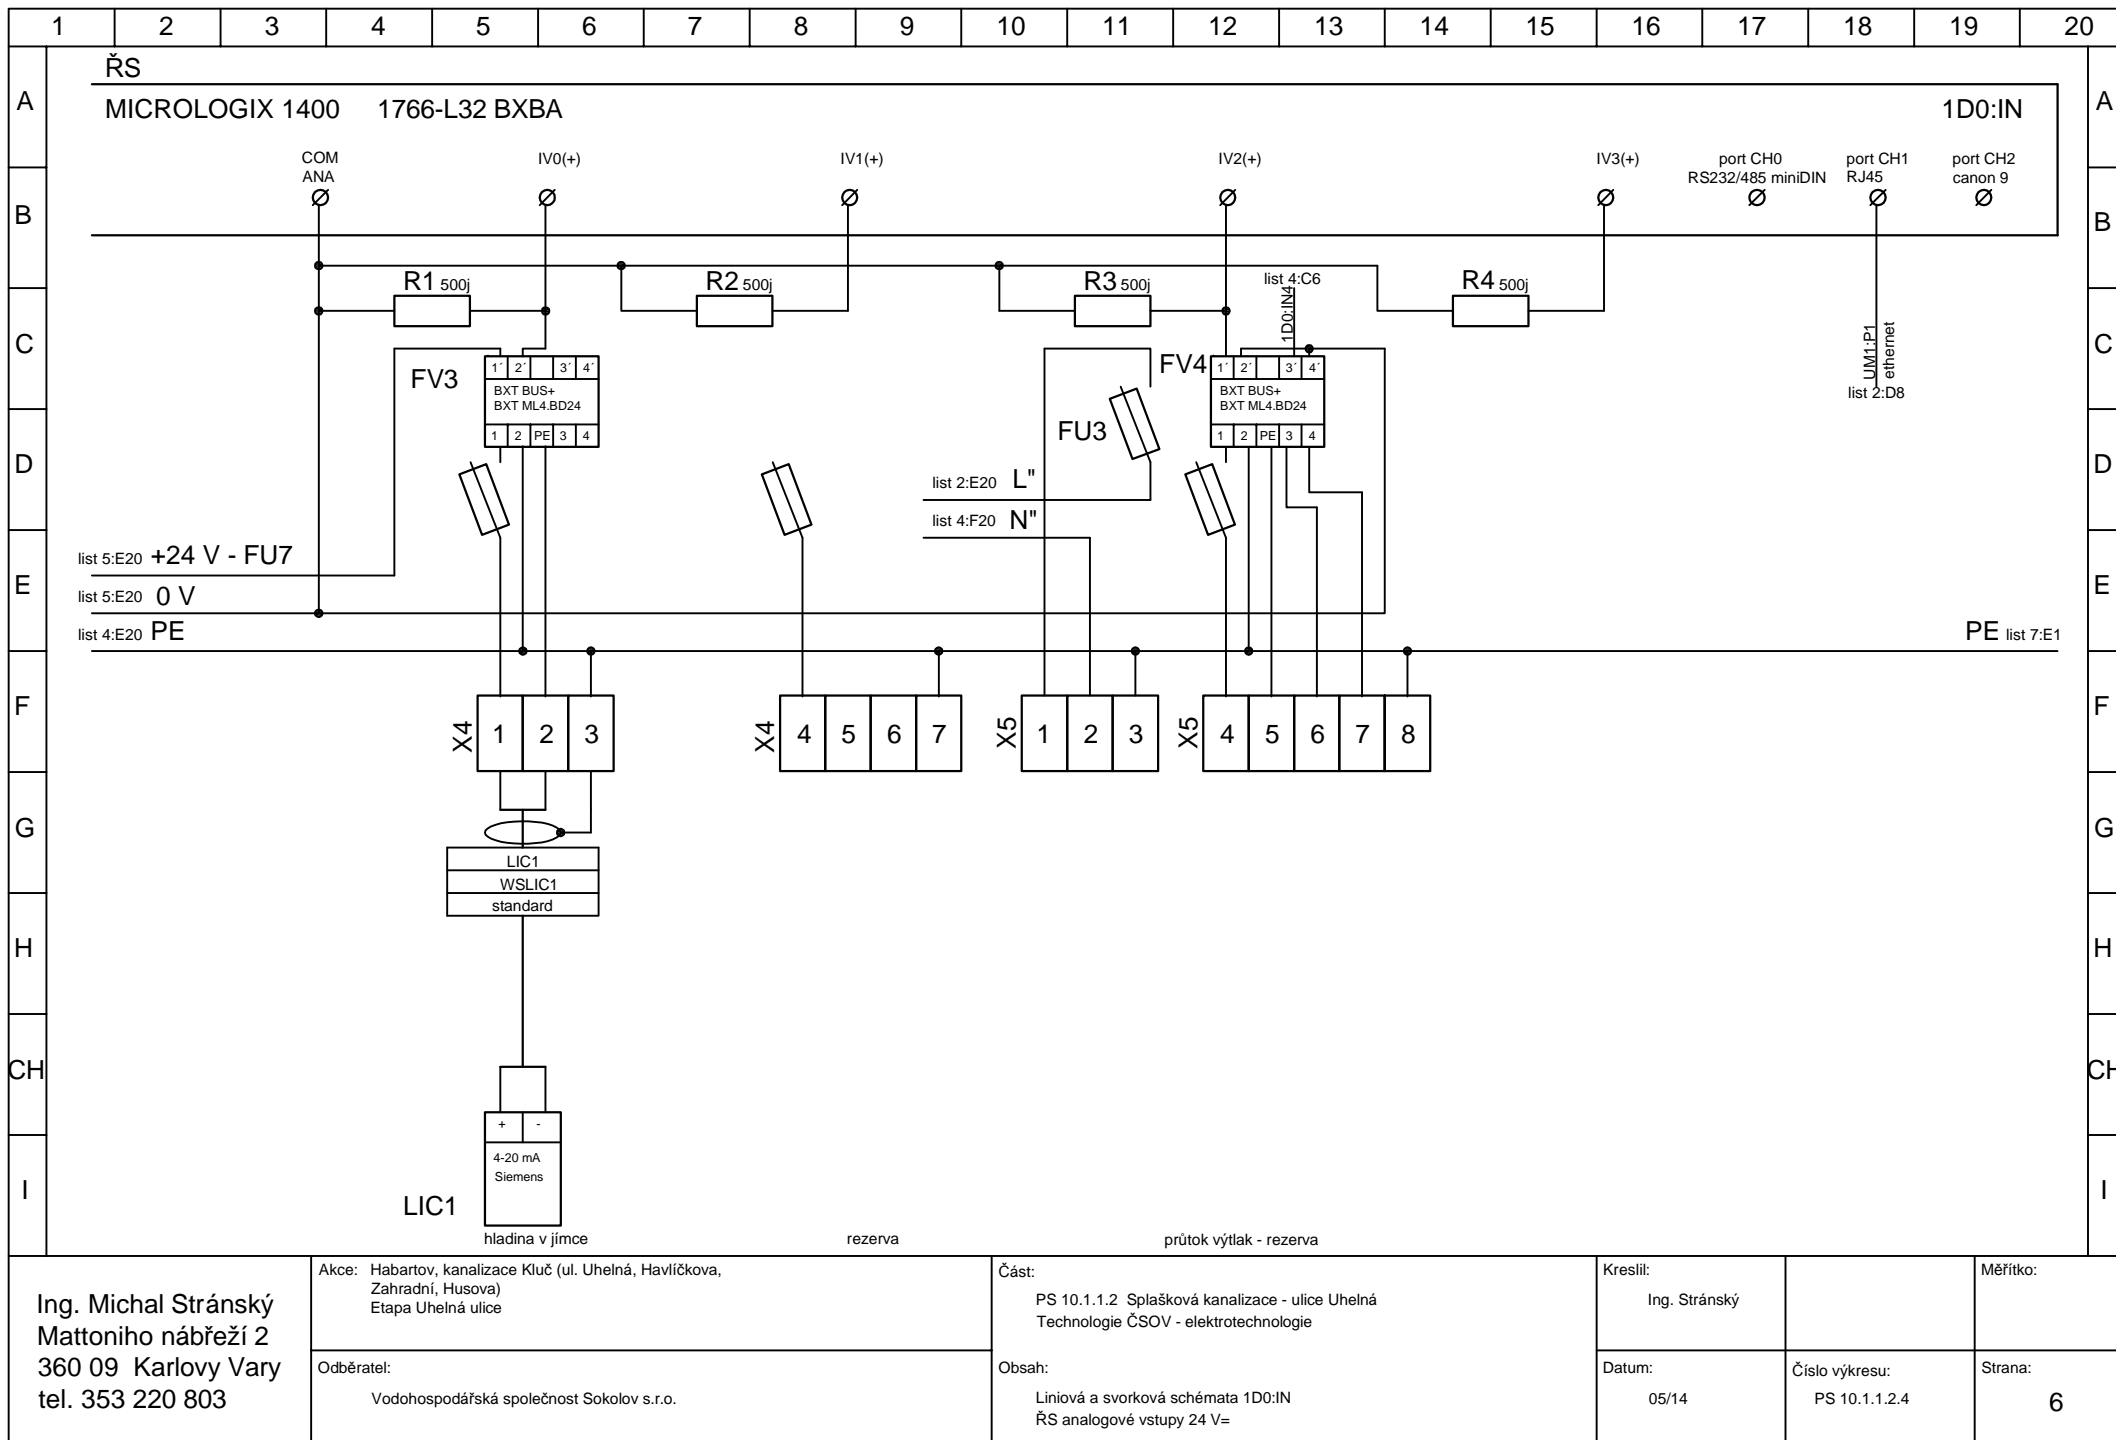 1 2 3 4 5 6 7 8 9 10 11 12 13 14 15 16 17 18 19 20
ŘS
A MICROLOGIX 1400 1766-L32 BXBA 1D0:IN A
COM IV0(+) IV1(+) IV2(+) IV3(+) port CH0 port CH1 port CH2
ANA RS232/485 miniDIN RJ45 canon 9
B B
R1 500j R2 500j R3 500j list 4:C6 R4 500j
1D0:IN4
C C
UM1:P1
ethernet
list 2:D8
FV3 1´ 2´ 3´ 4´ FV4 1´ 2´ 3´ 4´
BXT BUS+ BXT BUS+
BXT ML4.BD24 BXT ML4.BD24
1 2 PE 3 4 FU3 1 2 PE 3 4
D D
list 2:E20 L"
list 4:F20 N"
list 5:E20 +24 V - FU7
E E
list 5:E20 0 V
list 4:E20 PE PE list 7:E1
F F
X4 1 2 3 X4 4 5 6 7 X5 1 2 3 X5 4 5 6 7 8
G G
LIC1
WSLIC1
standard
H H
CH CH
+ -
4-20 mA
Siemens
I I
LIC1
hladina v jímce rezerva průtok výtlak - rezerva
Ing. Michal Stránský
Mattoniho nábřeží 2
360 09 Karlovy Vary
tel. 353 220 803
Akce: Habartov, kanalizace Kluč (ul. Uhelná, Havlíčkova,
Zahradní, Husova)
Etapa Uhelná ulice
Odběratel:
Vodohospodářská společnost Sokolov s.r.o.
Část:
PS 10.1.1.2 Splašková kanalizace - ulice Uhelná
Technologie ČSOV - elektrotechnologie
Obsah:
Liniová a svorková schémata 1D0:IN
ŘS analogové vstupy 24 V=
Kreslil:
Ing. Stránský
Měřítko:
Datum:
05/14
Číslo výkresu:
PS 10.1.1.2.4
Strana:
6